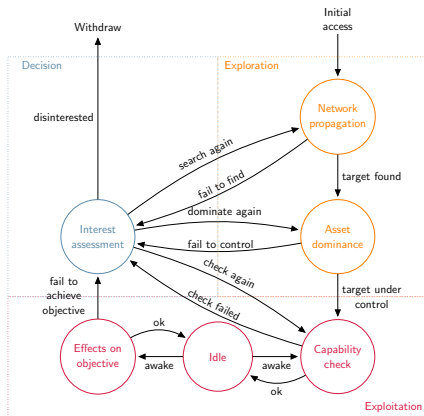 Withdraw
Initial
access
Decision
Exploration
Network
propagation
disinterested
search again
fail to find
target found
dominate again
Interest
assessment
fail to control
Asset
dominance
check again
fail to
achieve
objective
check failed
target under
control
ok
Effects on
objective
awake
Idle
awake
Capability
check
ok
Exploitation